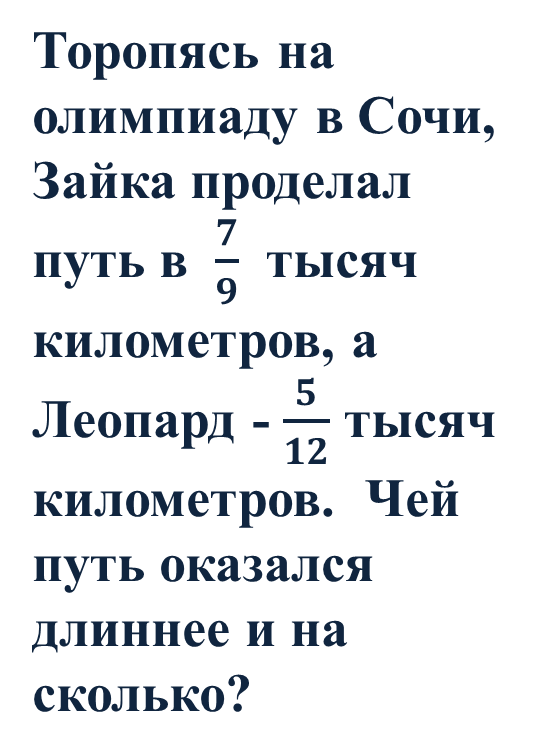 Торопясь на
олимпиаду в Сочи,
Зайка проделал
путь в 7/9 тысяч
километров, а
Леопард - 5/12 тысяч
километров. Чей
путь оказался
длиннее и на
сколько?